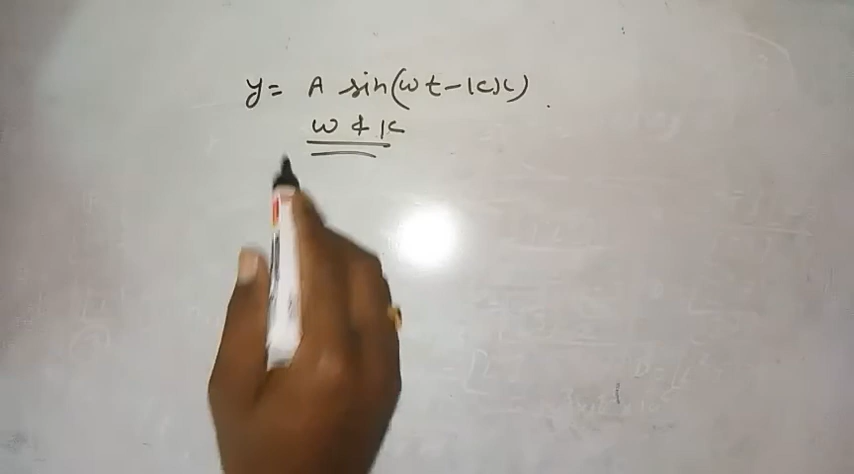 y= A sin(ωt-kx) .
ω & k